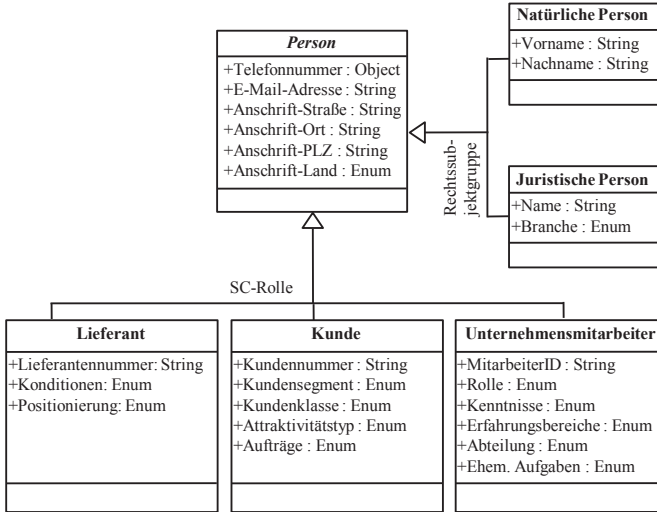 Person
+Telefonnummer : Object
+E-Mail-Adresse : String
+Anschrift-Straße : String
+Anschrift-Ort : String
+Anschrift-PLZ : String
+Anschrift-Land : Enum
Natürliche Person
+Vorname : String
+Nachname : String
Rechtssub-
jektgruppe
Juristische Person
+Name : String
+Branche : Enum
SC-Rolle
Lieferant
+Lieferantennummer: String
+Konditionen: Enum
+Positionierung: Enum
Kunde
+Kundennummer : String
+Kundensegment : Enum
+Kundenklasse : Enum
+Attraktivitätstyp : Enum
+Aufträge : Enum
Unternehmensmitarbeiter
+MitarbeiterID : String
+Rolle : Enum
+Kenntnisse : Enum
+Erfahrungsbereiche : Enum
+Abteilung : Enum
+Ehem. Aufgaben : Enum